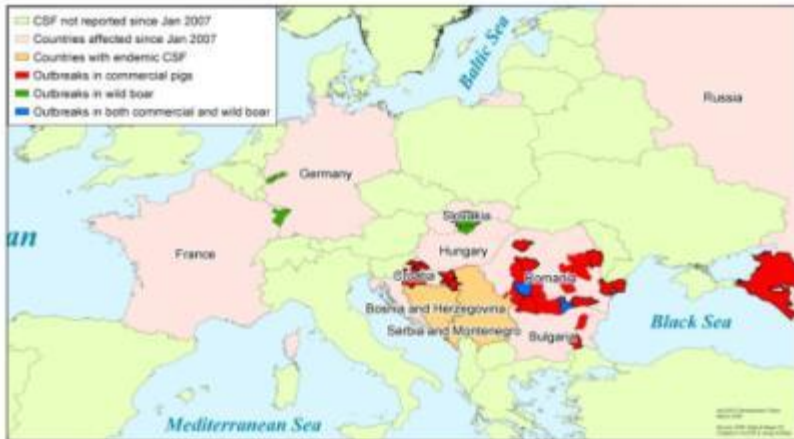 CSF not reported since Jan 2007
Countries affected since Jan 2007
Countries with endemic CSF
Outbreaks in commercial pigs
Outbreaks in wild boar
Outbreaks in both commercial and wild boar
Baltic Sea
Russia
Germany
Slovakia
an
Hungary
France
Croatia
Romania
Bosnia and Herzegovina
Serbia and Montenegro
Bulgaria
Black Sea
Mediterranean Sea